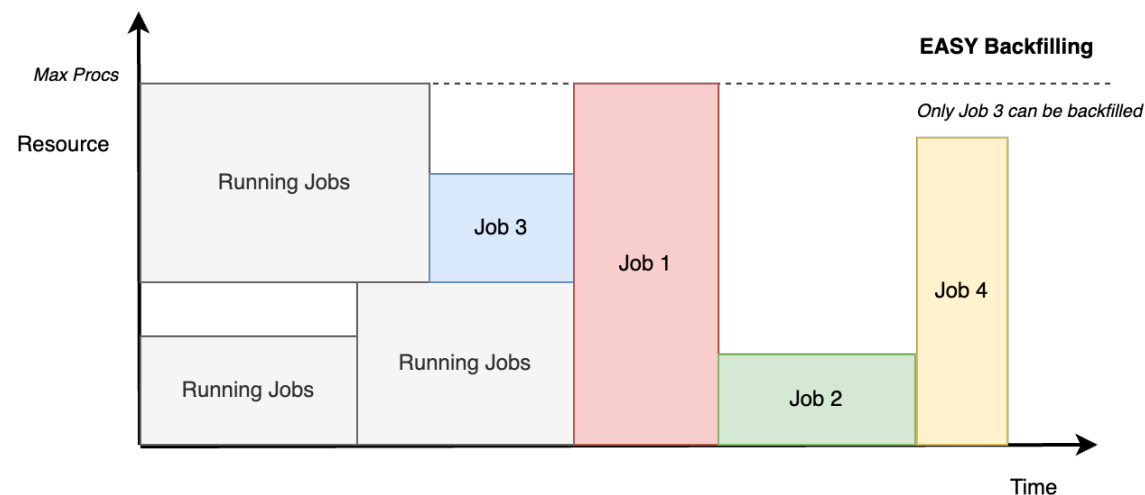 EASY Backfilling
Max Procs
Only Job 3 can be backfilled
Resource
Running Jobs
Job 3
Job 1
Job 4
Running Jobs
Running Jobs
Job 2
Time